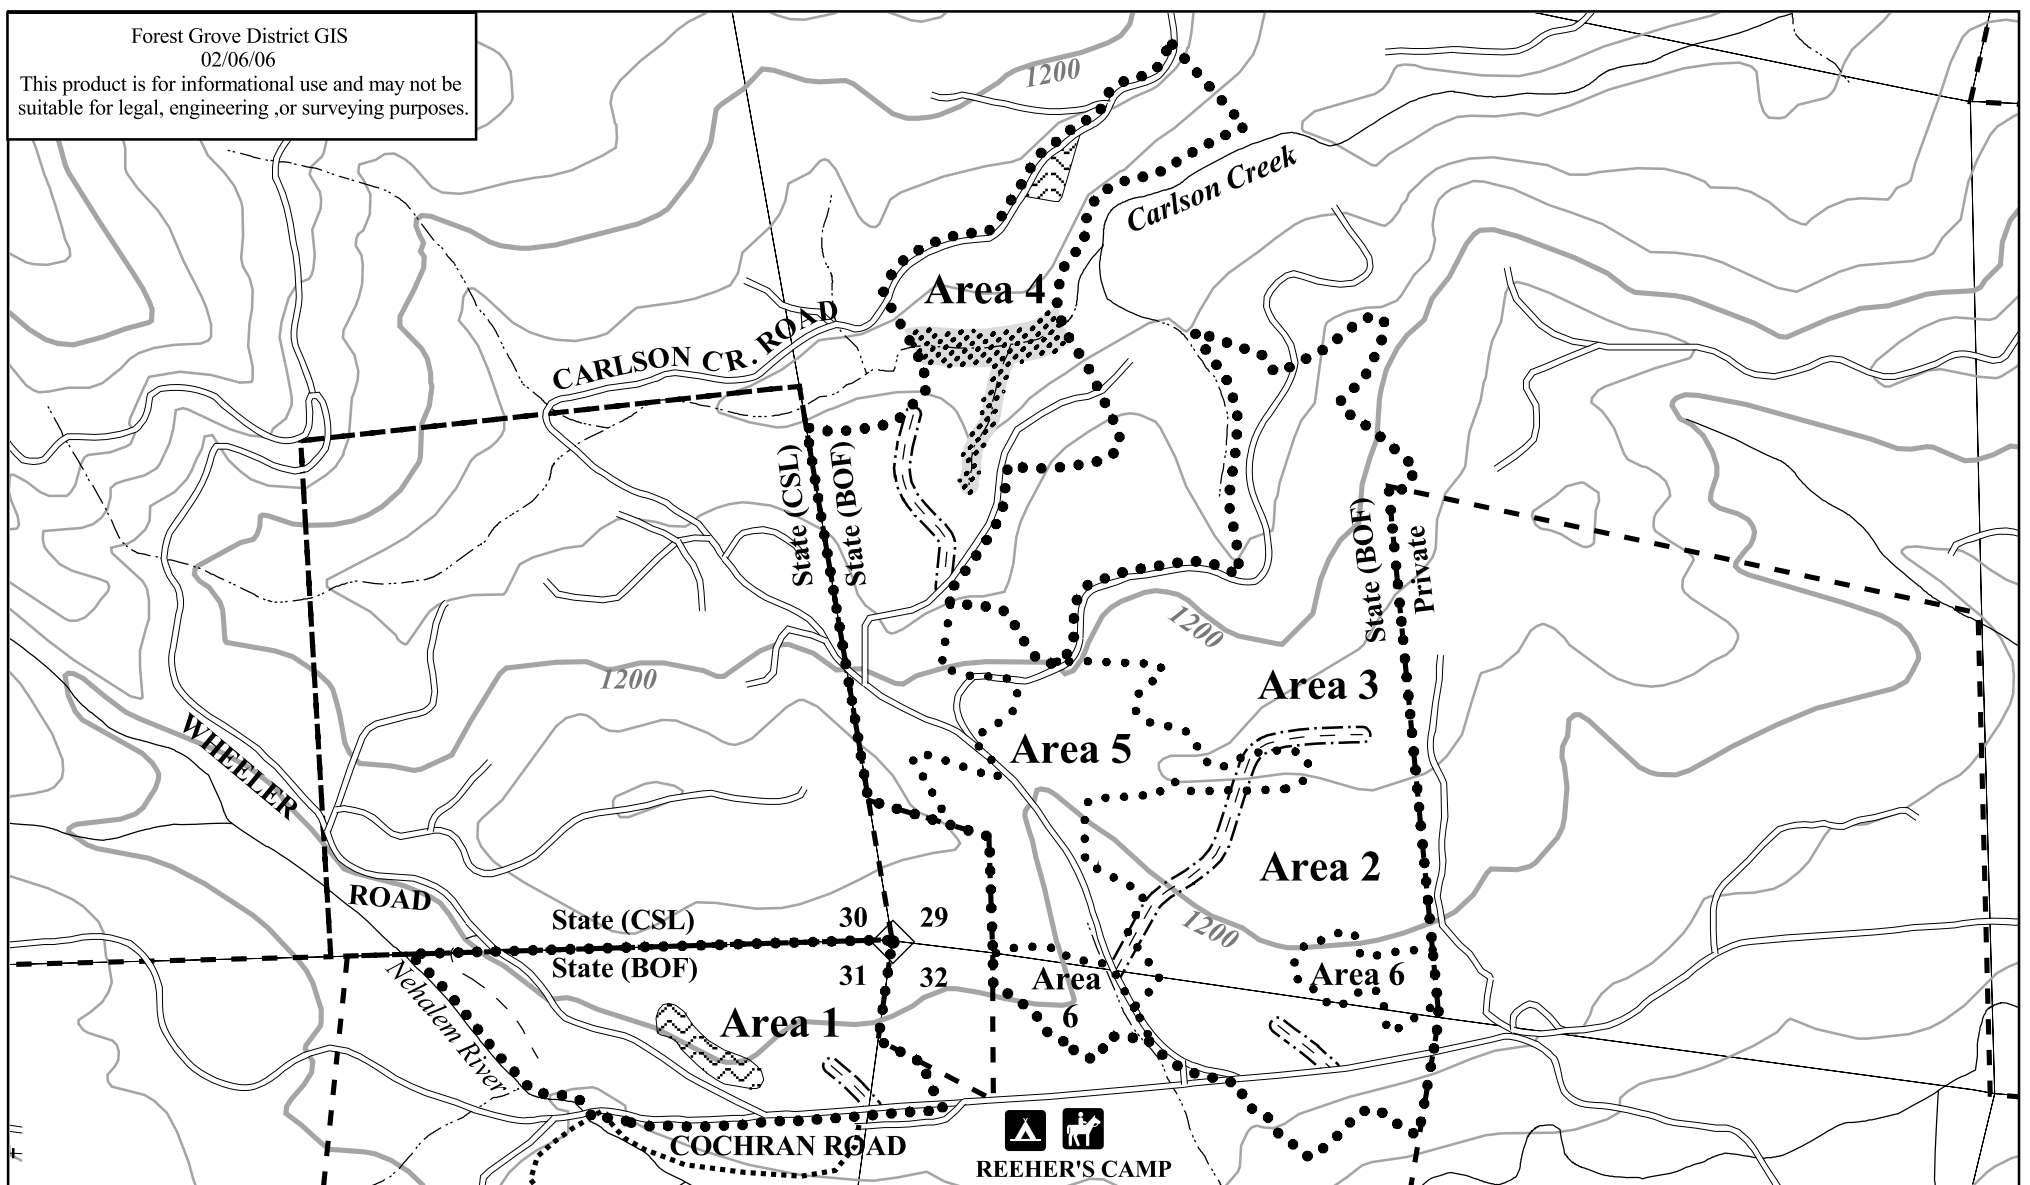 Forest Grove District GIS
02/06/06
This product is for informational use and may not be
suitable for legal, engineering ,or surveying purposes.
1200
Carlson Creek
Area 4
CARLSON CR. ROAD
State (CSL)
State (BOF)
State (BOF)
Private
1200
1200
Area 3
WHEELER
ROAD
Area 5
Area 2
1200
State (CSL)
State (BOF)
30
29
31
32
Area
6
Area 6
Nehalem River
Area 1
COCHRAN ROAD
REEHER'S CAMP